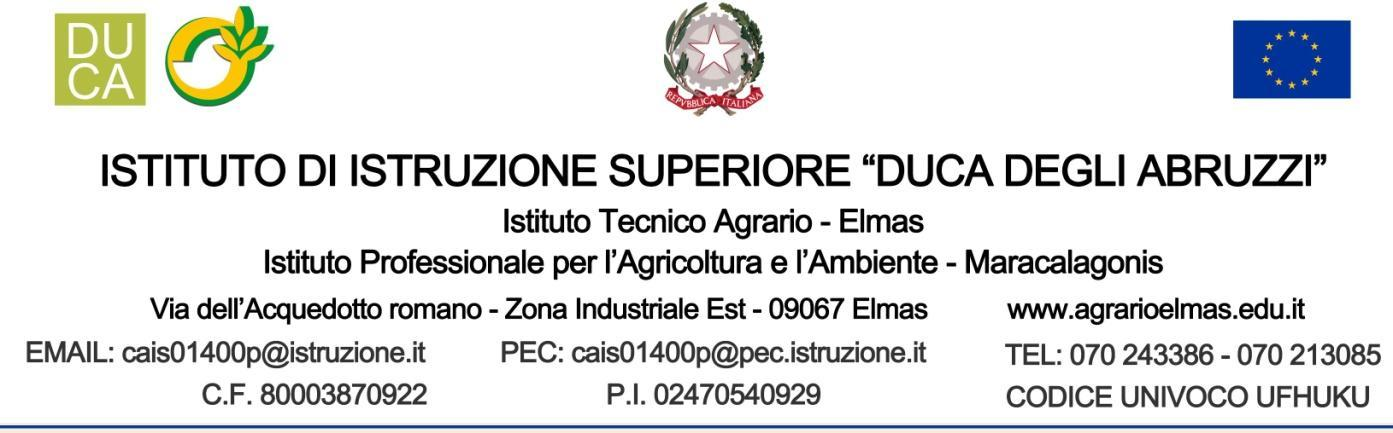 DU
CA
REPVBBLICA ITALIANA
ISTITUTO DI ISTRUZIONE SUPERIORE “DUCA DEGLI ABRUZZI”
Istituto Tecnico Agrario - Elmas
Istituto Professionale per l’Agricoltura e l’Ambiente - Maracalagonis
Via dell’Acquedotto romano - Zona Industriale Est - 09067 Elmas www.agrarioelmas.edu.it
EMAIL: cais01400p@istruzione.it PEC: cais01400p@pec.istruzione.it TEL: 070 243386 - 070 213085
C.F. 80003870922 P.I. 02470540929 CODICE UNIVOCO UFHUKU